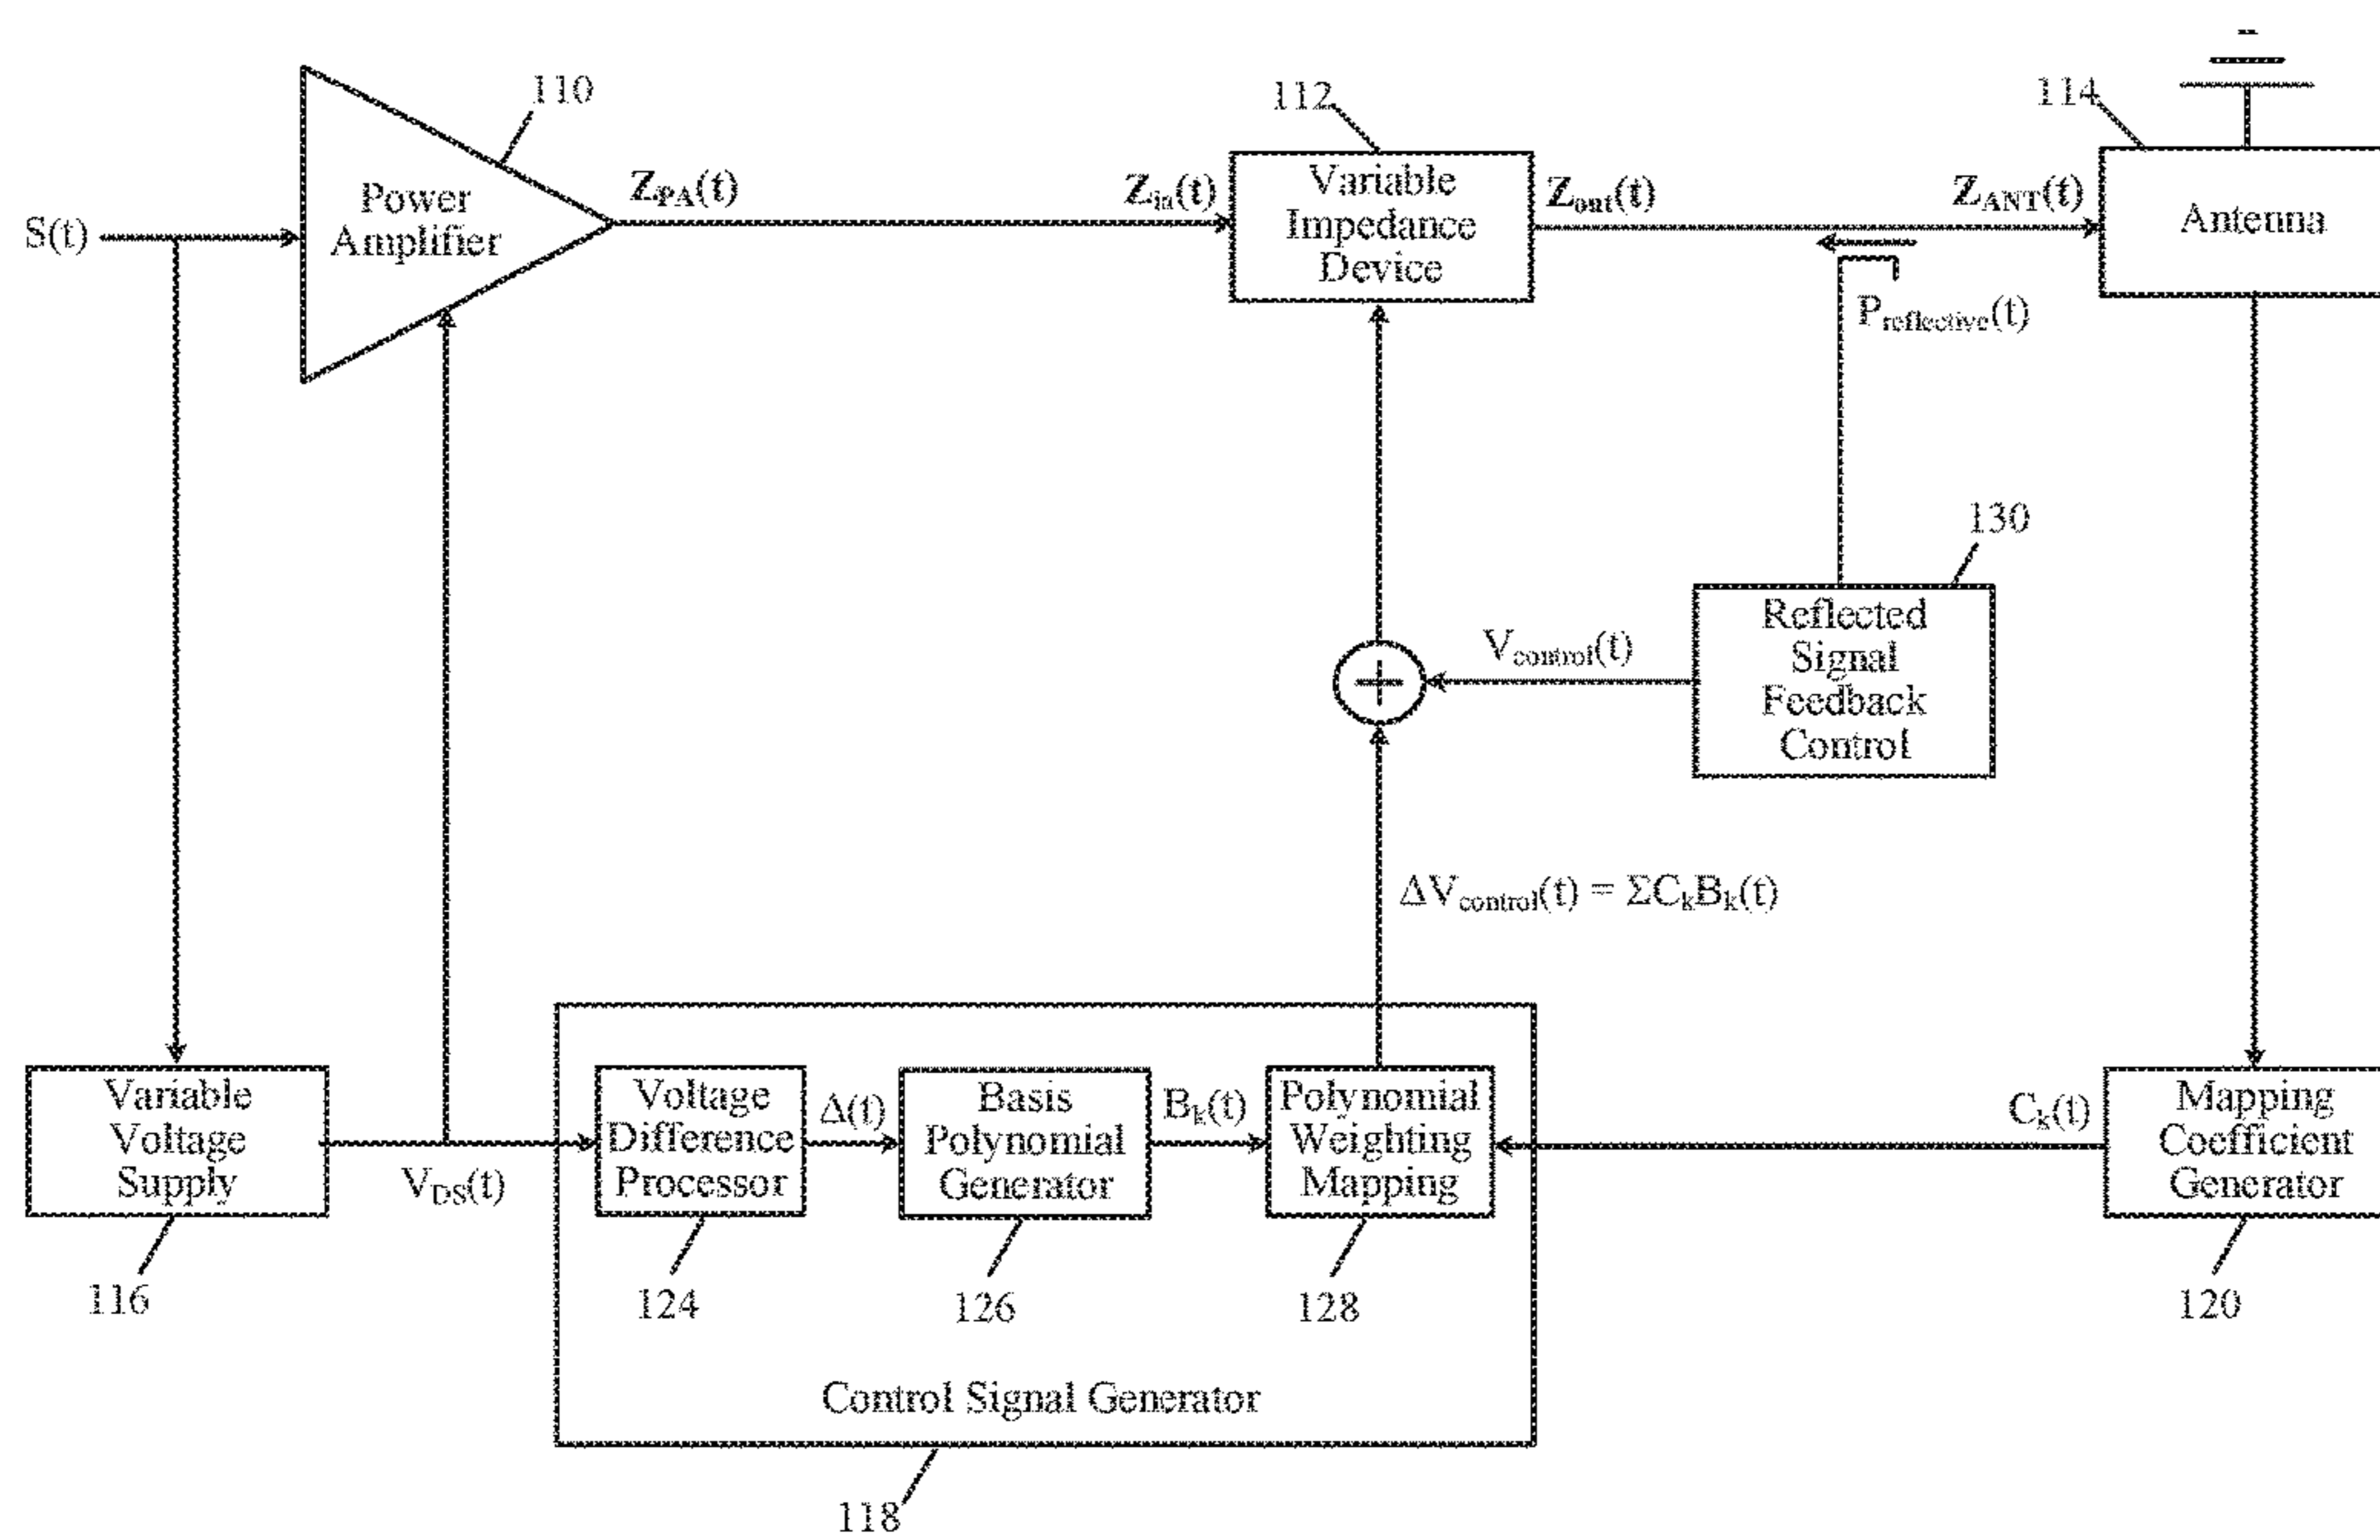 110
112
114
S(t)
Power
Amplifier
Z_PA(t)
Z_in(t)
Variable
Impedance
Device
Z_out(t)
Z_ANT(t)
Antenna
P_reflective(t)
130
Reflected
Signal
Feedback
Control
V_control(t)
+
ΔV_control(t) = ΣC_kB_k(t)
Variable
Voltage
Supply
V_DS(t)
Voltage
Difference
Processor
Δ(t)
Basis
Polynomial
Generator
B_k(t)
Polynomial
Weighting
Mapping
C_k(t)
Mapping
Coefficient
Generator
116
124
126
128
120
Control Signal Generator
118